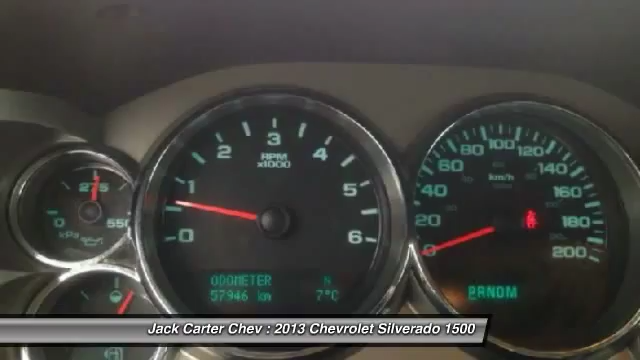 275
0
550
kPa
0
1
2
3
4
5
6
RPM
x1000
ODOMETER N
57946 km 7°C
0
20
40
60
80
100
120
140
160
180
200
km/h
PRNDM
Jack Carter Chev : 2013 Chevrolet Silverado 1500